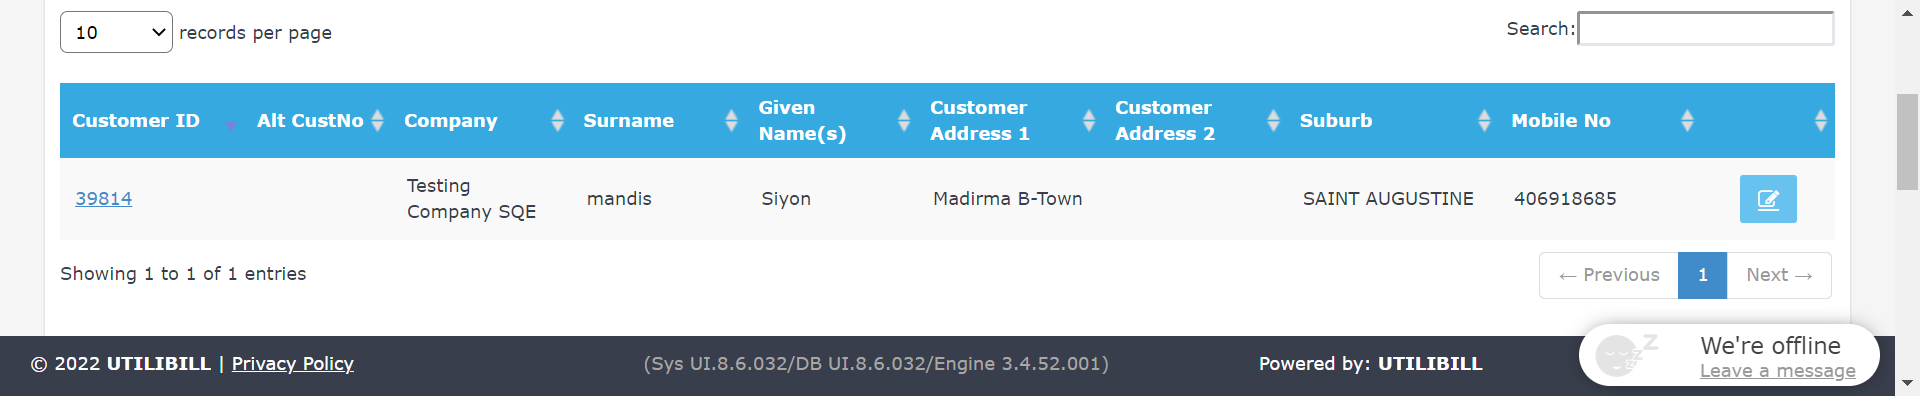 10 records per page
Search:
Customer ID Alt CustNo Company Surname Given Name(s) Customer Address 1 Customer Address 2 Suburb Mobile No
39814 Testing Company SQE mandis Siyon Madirma B-Town SAINT AUGUSTINE 406918685
Showing 1 to 1 of 1 entries
← Previous 1 Next →
© 2022 UTILIBILL | Privacy Policy (Sys UI.8.6.032/DB UI.8.6.032/Engine 3.4.52.001) Powered by: UTILIBILL
We're offline
Leave a message